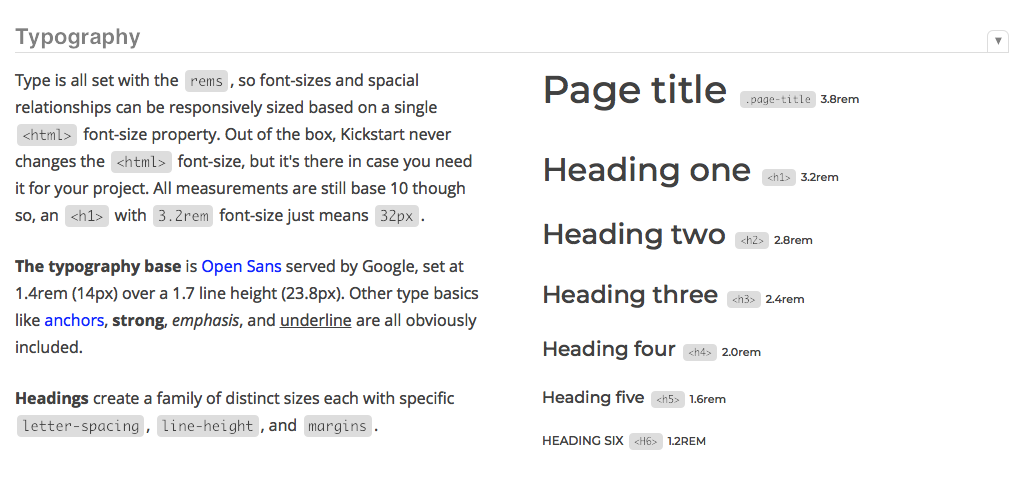 Typography
▼
Type is all set with the rems, so font-sizes and spacial
relationships can be responsively sized based on a single
<html> font-size property. Out of the box, Kickstart never
changes the <html> font-size, but it's there in case you need
it for your project. All measurements are still base 10 though
so, an <h1> with 3.2rem font-size just means 32px.
The typography base is Open Sans served by Google, set at
1.4rem (14px) over a 1.7 line height (23.8px). Other type basics
like anchors, strong, emphasis, and underline are all obviously
included.
Headings create a family of distinct sizes each with specific
letter-spacing, line-height, and margins.
Page title .page-title 3.8rem
Heading one <h1> 3.2rem
Heading two <h2> 2.8rem
Heading three <h3> 2.4rem
Heading four <h4> 2.0rem
Heading five <h5> 1.6rem
HEADING SIX <H6> 1.2REM